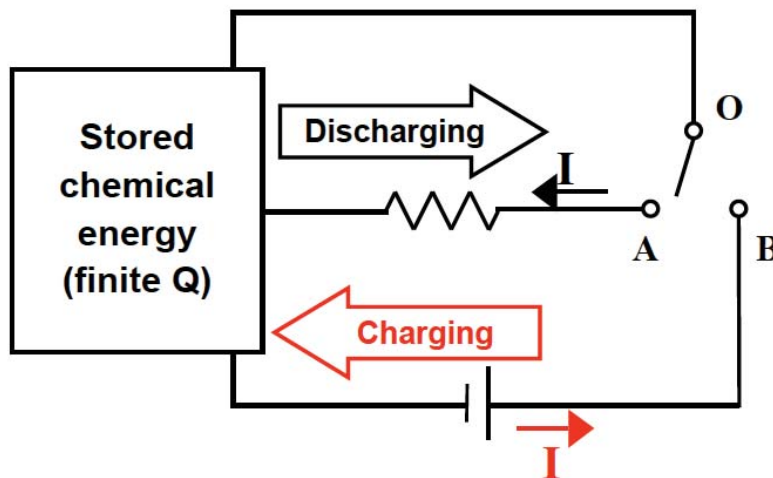 Stored
chemical
energy
(finite Q)
Discharging
O
I
A
B
Charging
I